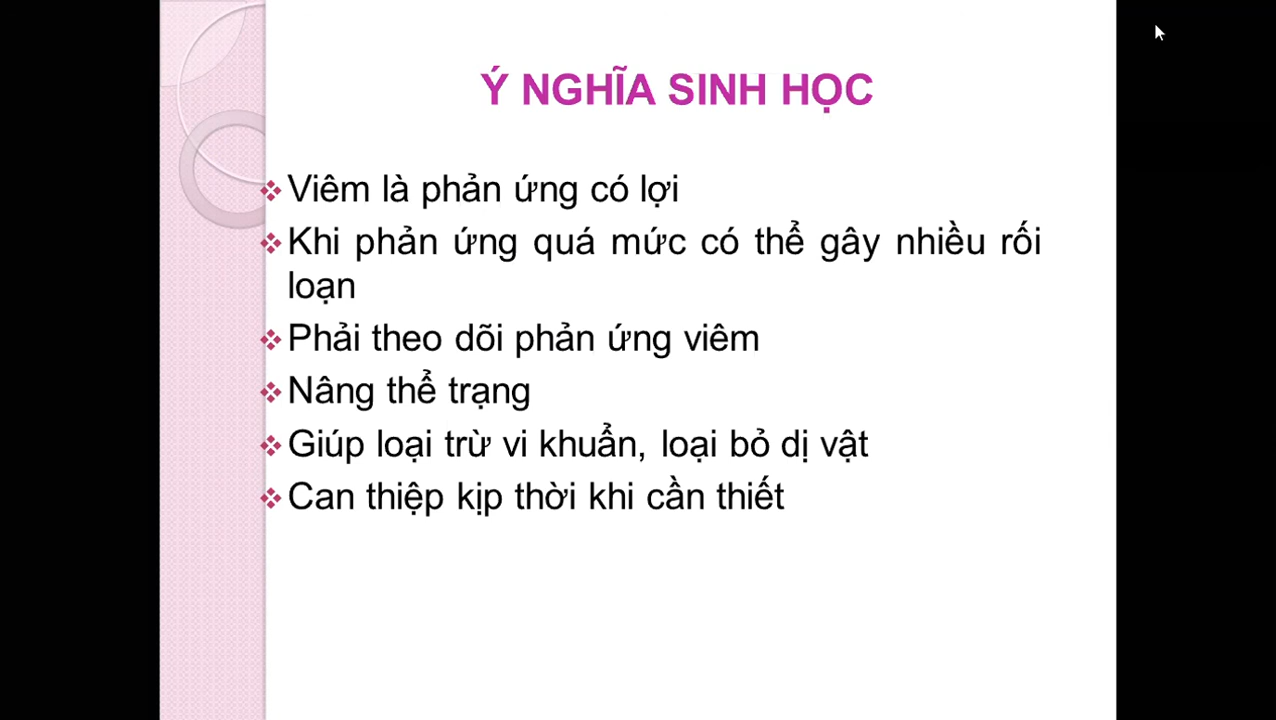 Ý NGHĨA SINH HỌC
Viêm là phản ứng có lợi
Khi phản ứng quá mức có thể gây nhiều rối
loạn
Phải theo dõi phản ứng viêm
Nâng thể trạng
Giúp loại trừ vi khuẩn, loại bỏ dị vật
Can thiệp kịp thời khi cần thiết